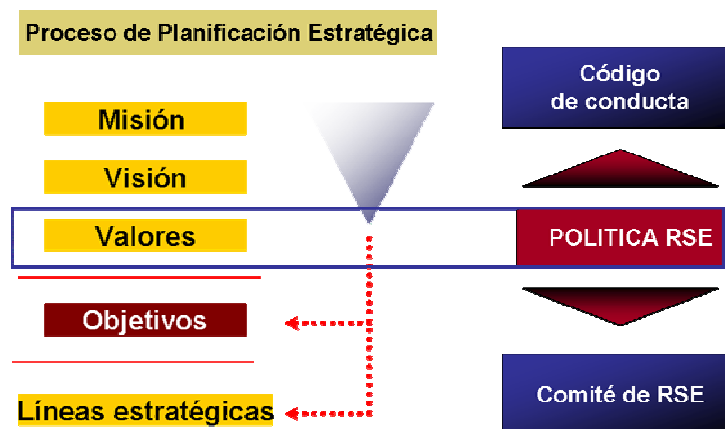 Proceso de Planificación Estratégica
Misión
Visión
Valores
Objetivos
Líneas estratégicas
Código
de conducta
POLITICA RSE
Comité de RSE